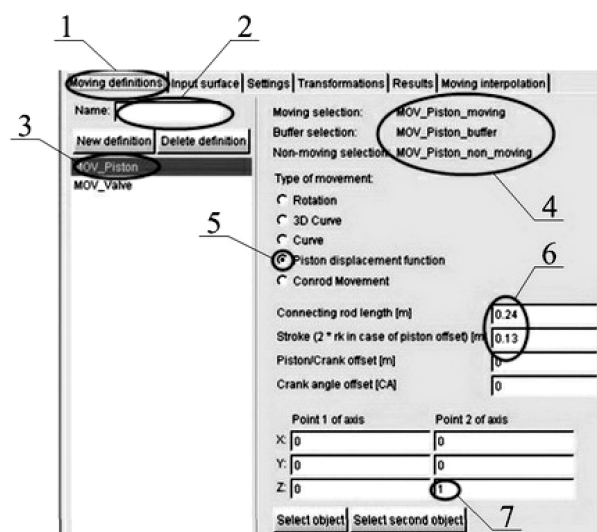 1 2
Moving definitions Input surface Settings Transformations Results Moving interpolation
Name:
3
New definition Delete definition
MOV_Piston
MOV_Valve
Moving selection: MOV_Piston_moving
Buffer selection: MOV_Piston_buffer
Non-moving selection: MOV_Piston_non_moving
4
Type of movement:
Rotation
3D Curve
Curve
5
Piston displacement function
Conrod Movement
6
Connecting rod length [m] 0.24
Stroke (2 * rk in case of piston offset) [m 0.13
Piston/Crank offset [m] 0
Crank angle offset [CA] 0
Point 1 of axis Point 2 of axis
X: 0 0
Y: 0 0
Z: 0 1
7
Select object Select second object